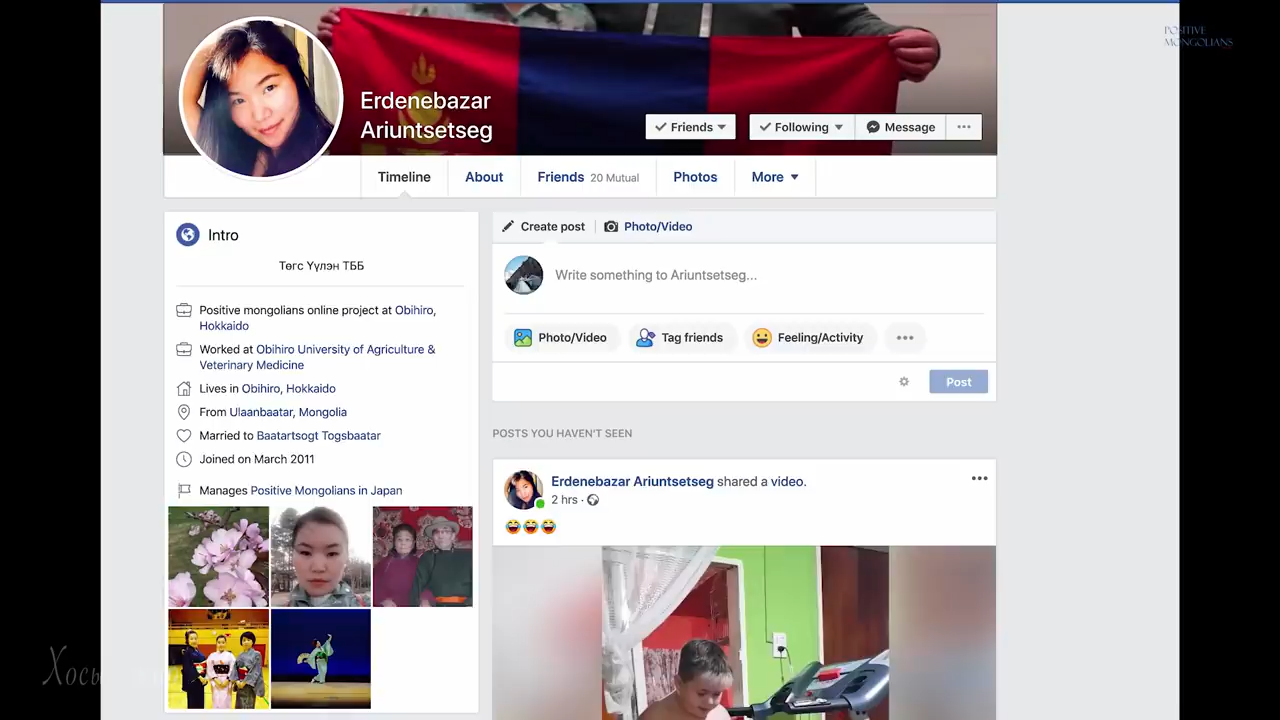 POSITIVE
MONGOLIANS
Erdenebazar
Ariuntsetseg
Friends
Following
Message
Timeline
About
Friends 20 Mutual
Photos
More
Intro
Төгс Үүлэн ТББ
Positive mongolians online project at Obihiro,
Hokkaido
Worked at Obihiro University of Agriculture &
Veterinary Medicine
Lives in Obihiro, Hokkaido
From Ulaanbaatar, Mongolia
Married to Baatartsogt Togsbaatar
Joined on March 2011
Manages Positive Mongolians in Japan
Create post
Photo/Video
Write something to Ariuntsetseg...
Photo/Video
Tag friends
Feeling/Activity
Post
POSTS YOU HAVEN'T SEEN
Erdenebazar Ariuntsetseg shared a video.
2 hrs ·